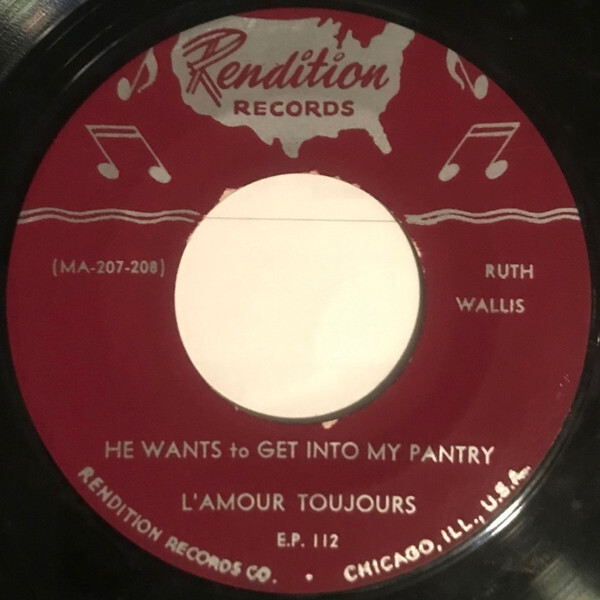 Rendition
RECORDS
(MA-207-208)
RUTH
WALLIS
HE WANTS to GET INTO MY PANTRY
L'AMOUR TOUJOURS
E.P. 112
RENDITION RECORDS CO. • CHICAGO, ILL., U.S.A.